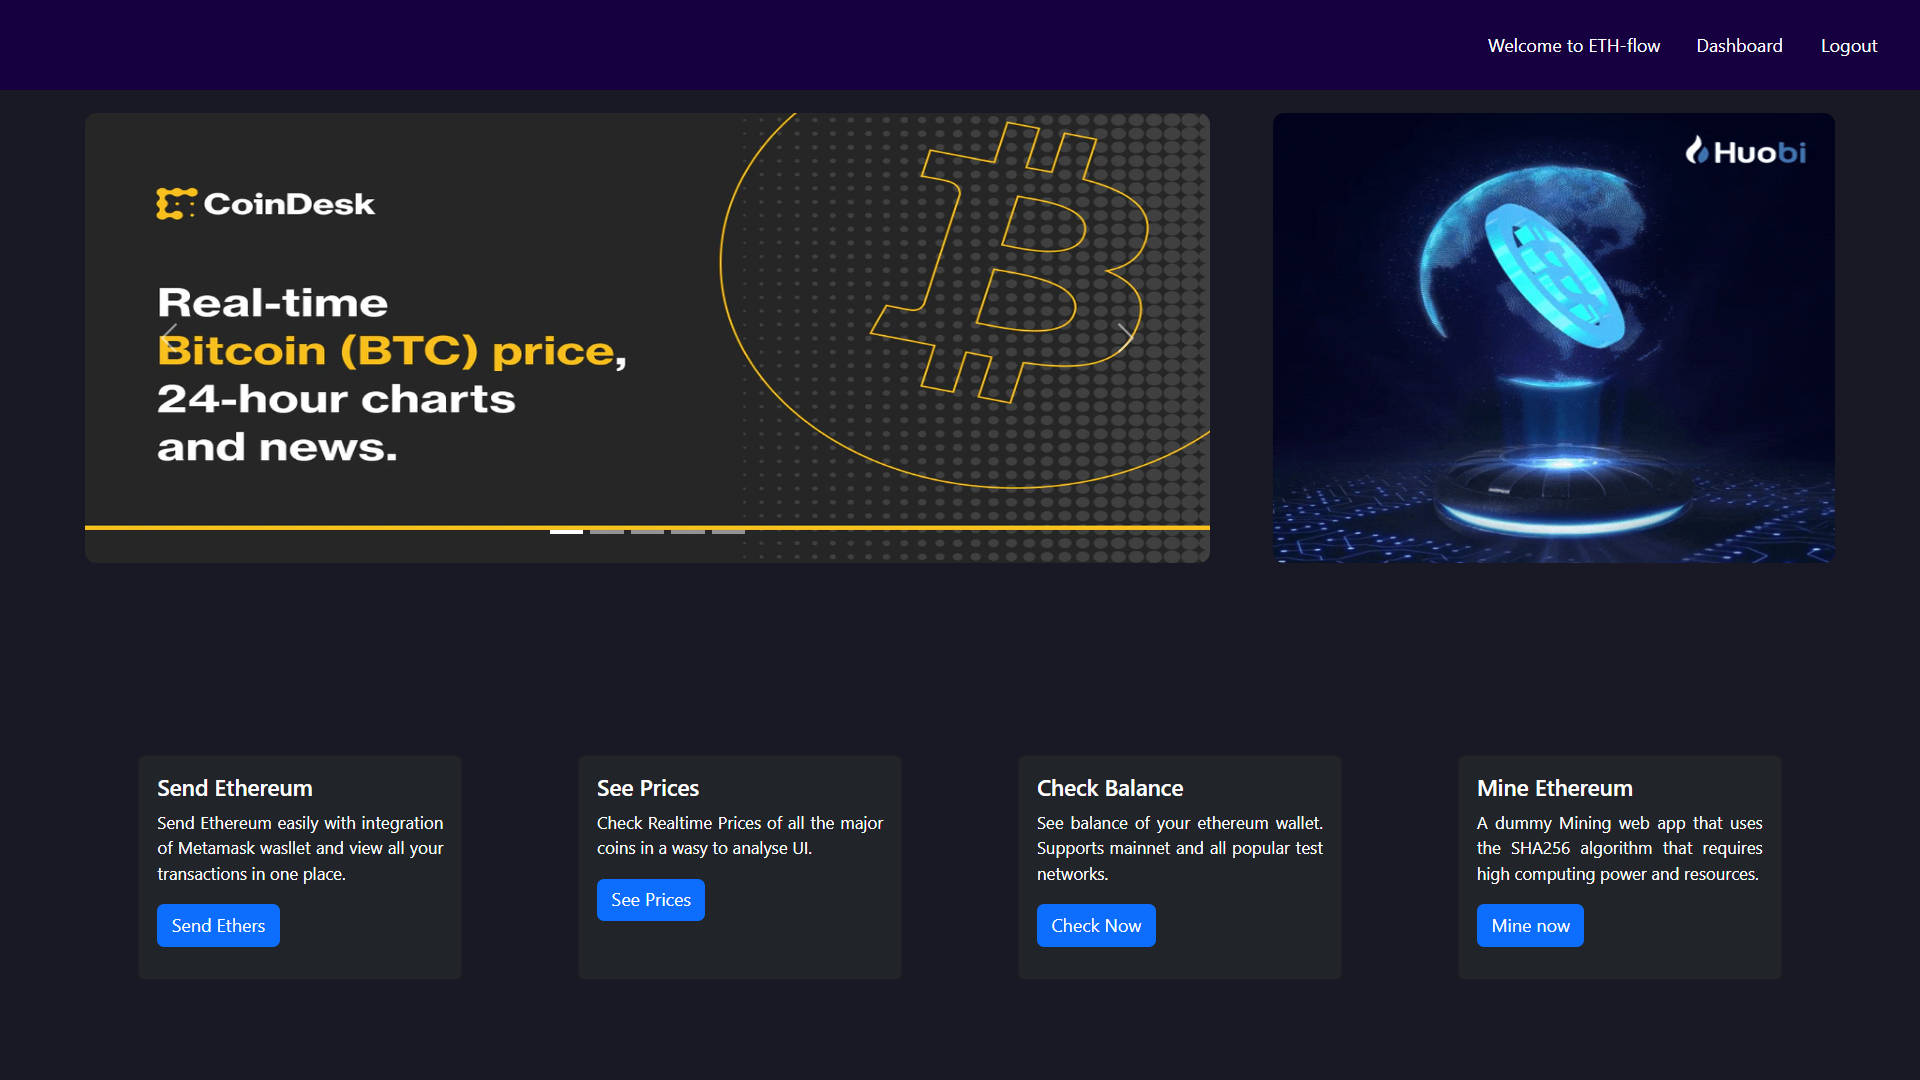 Welcome to ETH-flow
Dashboard
Logout
CoinDesk
Real-time
Bitcoin (BTC) price,
24-hour charts
and news.
Huobi
Send Ethereum
Send Ethereum easily with integration
of Metamask wasllet and view all your
transactions in one place.
Send Ethers
See Prices
Check Realtime Prices of all the major
coins in a wasy to analyse UI.
See Prices
Check Balance
See balance of your ethereum wallet.
Supports mainnet and all popular test
networks.
Check Now
Mine Ethereum
A dummy Mining web app that uses
the SHA256 algorithm that requires
high computing power and resources.
Mine now